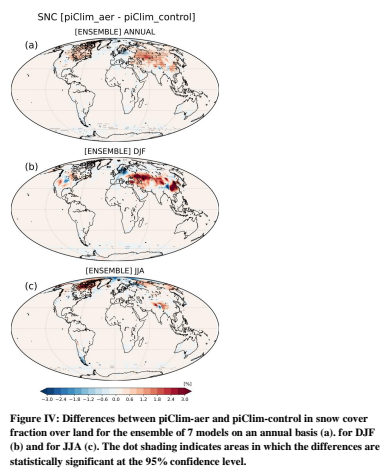 SNC [piClim_aer - piClim_control]
[ENSEMBLE] ANNUAL
(a)
[ENSEMBLE] DJF
(b)
[ENSEMBLE] JJA
(c)
[%]
−3.0 −2.4 −1.8 −1.2 −0.6 0.0 0.6 1.2 1.8 2.4 3.0
Figure IV: Differences between piClim-aer and piClim-control in snow cover
fraction over land for the ensemble of 7 models on an annual basis (a). for DJF
(b) and for JJA (c). The dot shading indicates areas in which the differences are
statistically significant at the 95% confidence level.